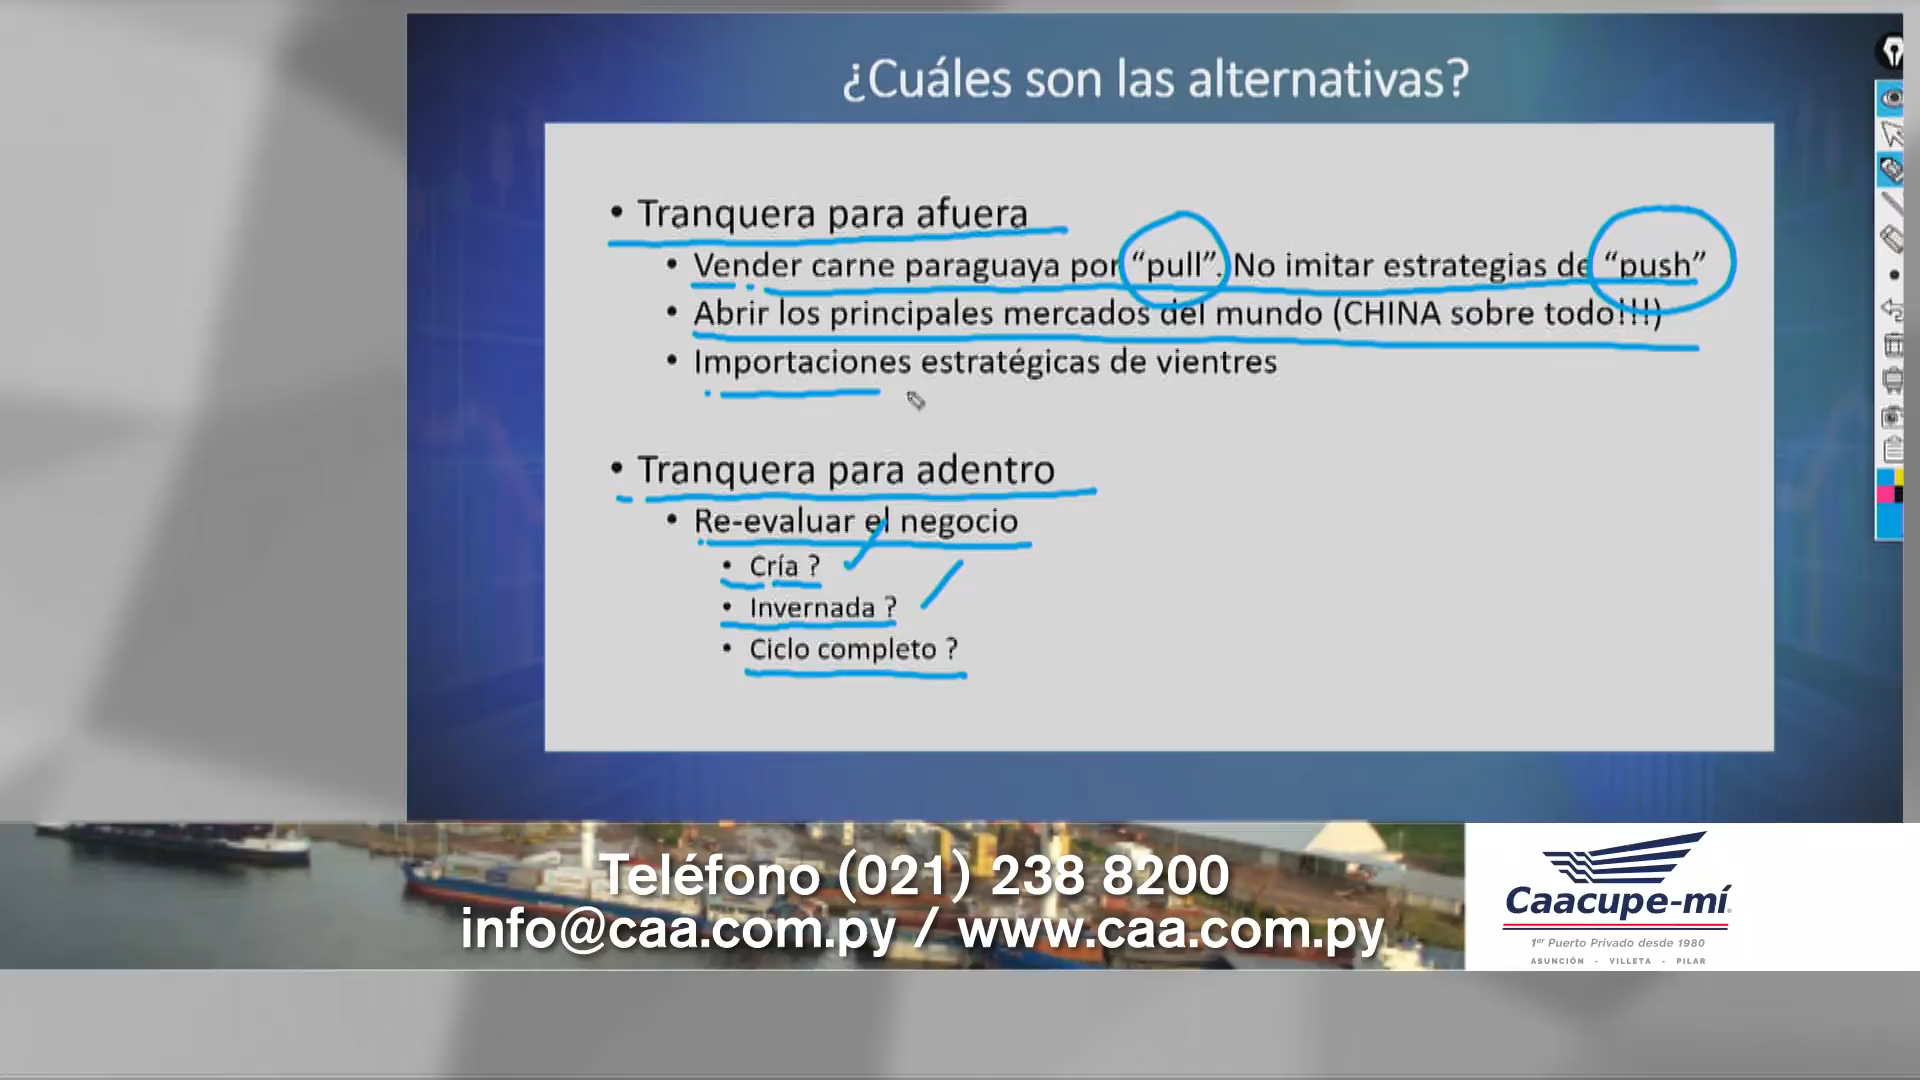 ¿Cuáles son las alternativas?
• Tranquera para afuera
• Vender carne paraguaya por “pull”. No imitar estrategias de “push”
• Abrir los principales mercados del mundo (CHINA sobre todo!!!)
• Importaciones estratégicas de vientres
• Tranquera para adentro
• Re-evaluar el negocio
• Cría ?
• Invernada ?
• Ciclo completo ?
Teléfono (021) 238 8200
info@caa.com.py / www.caa.com.py
Caacupe-mí
1er Puerto Privado desde 1980
ASUNCIÓN - VILLETA - PILAR